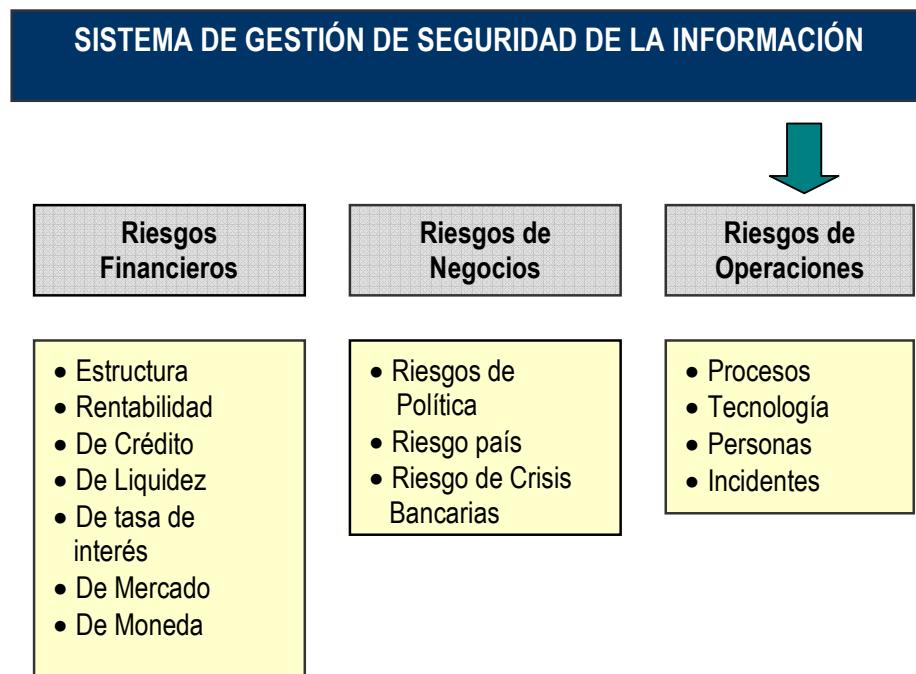 SISTEMA DE GESTIÓN DE SEGURIDAD DE LA INFORMACIÓN
Riesgos
Financieros
Riesgos de
Negocios
Riesgos de
Operaciones
• Estructura
• Rentabilidad
• De Crédito
• De Liquidez
• De tasa de
interés
• De Mercado
• De Moneda
• Riesgos de
Política
• Riesgo país
• Riesgo de Crisis
Bancarias
• Procesos
• Tecnología
• Personas
• Incidentes